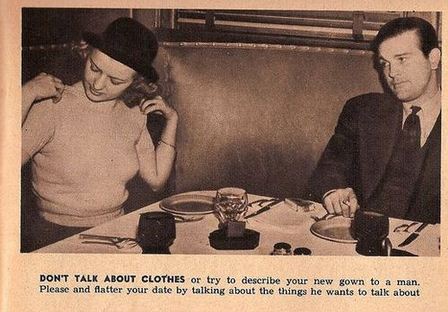 DON'T TALK ABOUT CLOTHES or try to describe your new gown to a man.
Please and flatter your date by talking about the things he wants to talk about